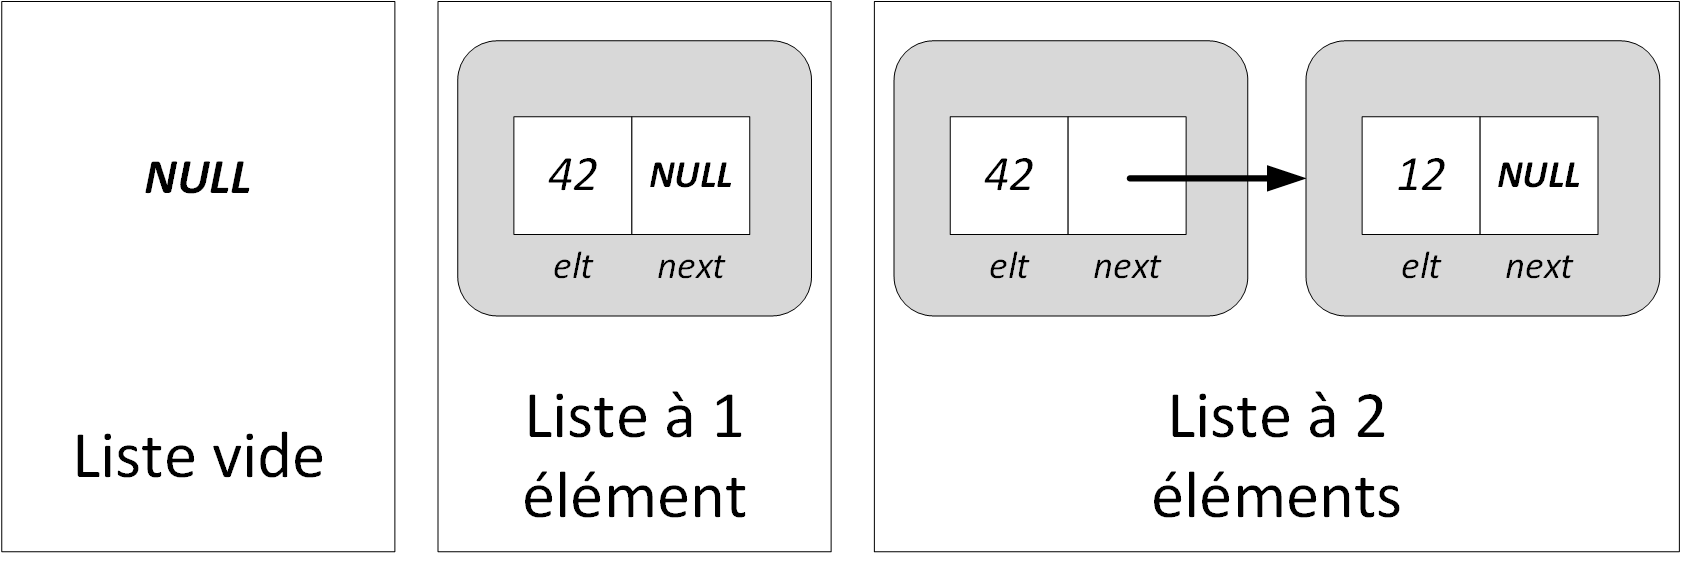 NULL
Liste vide
42 NULL
elt next
Liste à 1
élément
42
elt next
12 NULL
elt next
Liste à 2
éléments